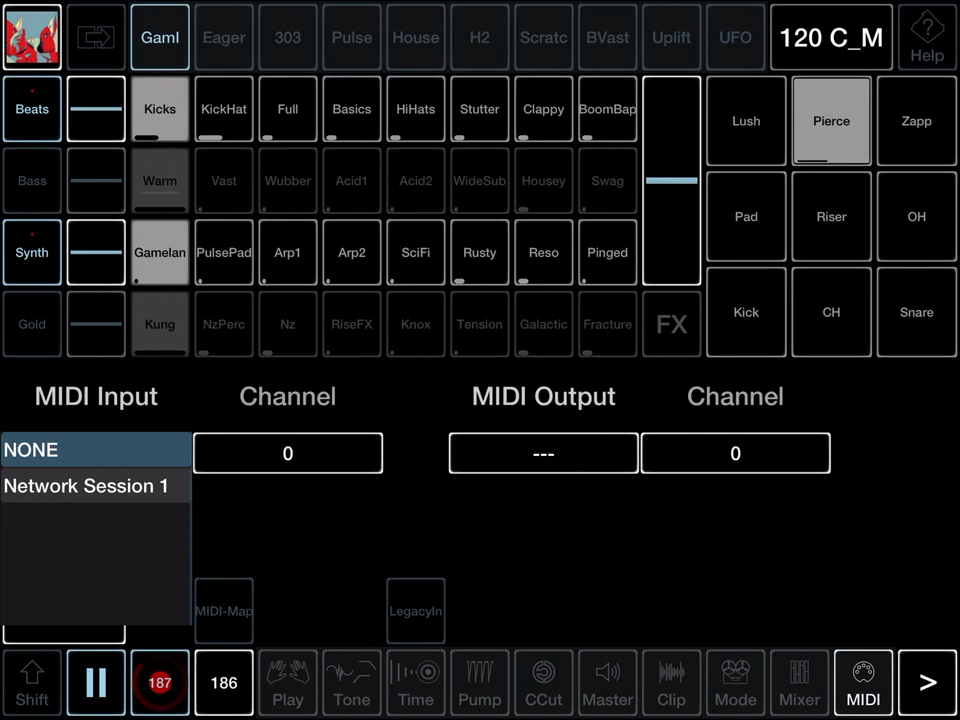 Gaml Eager 303 Pulse House H2 Scratc BVast Uplift UFO 120 C_M Help
Beats Kicks KickHat Full Basics HiHats Stutter Clappy BoomBap
Lush Pierce Zapp
Bass Warm Vast Wubber Acid1 Acid2 WideSub Housey Swag
Pad Riser OH
Synth Gamelan PulsePad Arp1 Arp2 SciFi Rusty Reso Pinged
Gold Kung NzPerc Nz RiseFX Knox Tension Galactic Fracture FX
Kick CH Snare
MIDI Input Channel MIDI Output Channel
NONE 0 --- 0
Network Session 1
MIDI-Map LegacyIn
187 186
Shift Play Tone Time Pump CCut Master Clip Mode Mixer MIDI >